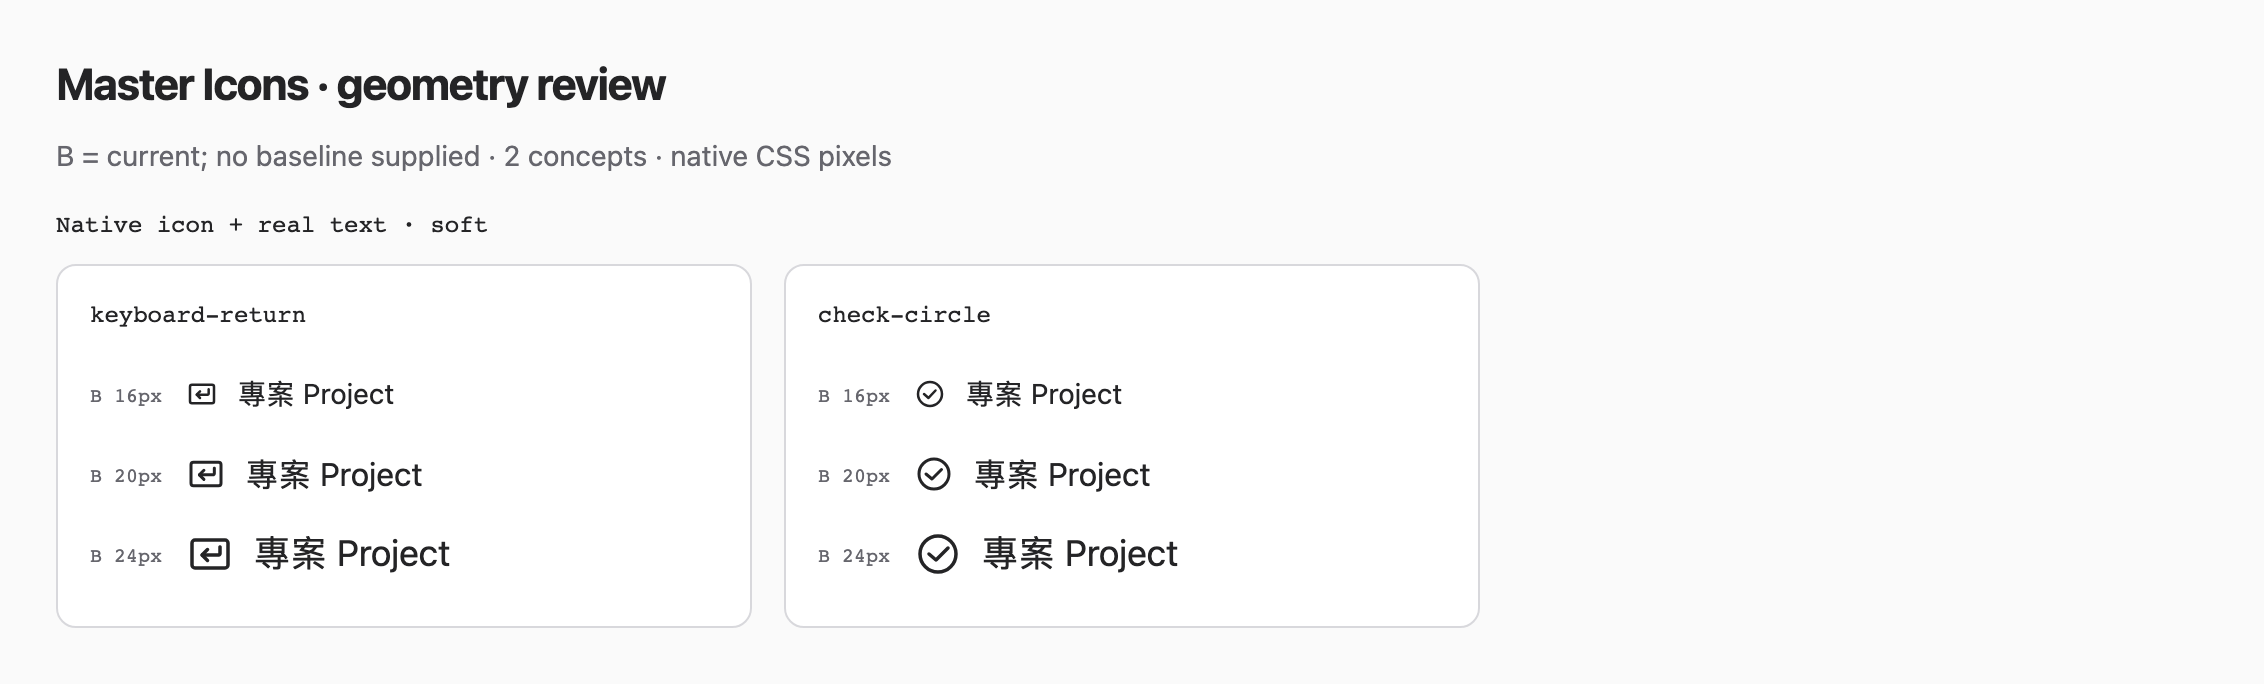 Master Icons · geometry review
B = current; no baseline supplied · 2 concepts · native CSS pixels
Native icon + real text · soft
keyboard-return
B 16px 專案 Project
B 20px 專案 Project
B 24px 專案 Project
check-circle
B 16px 專案 Project
B 20px 專案 Project
B 24px 專案 Project